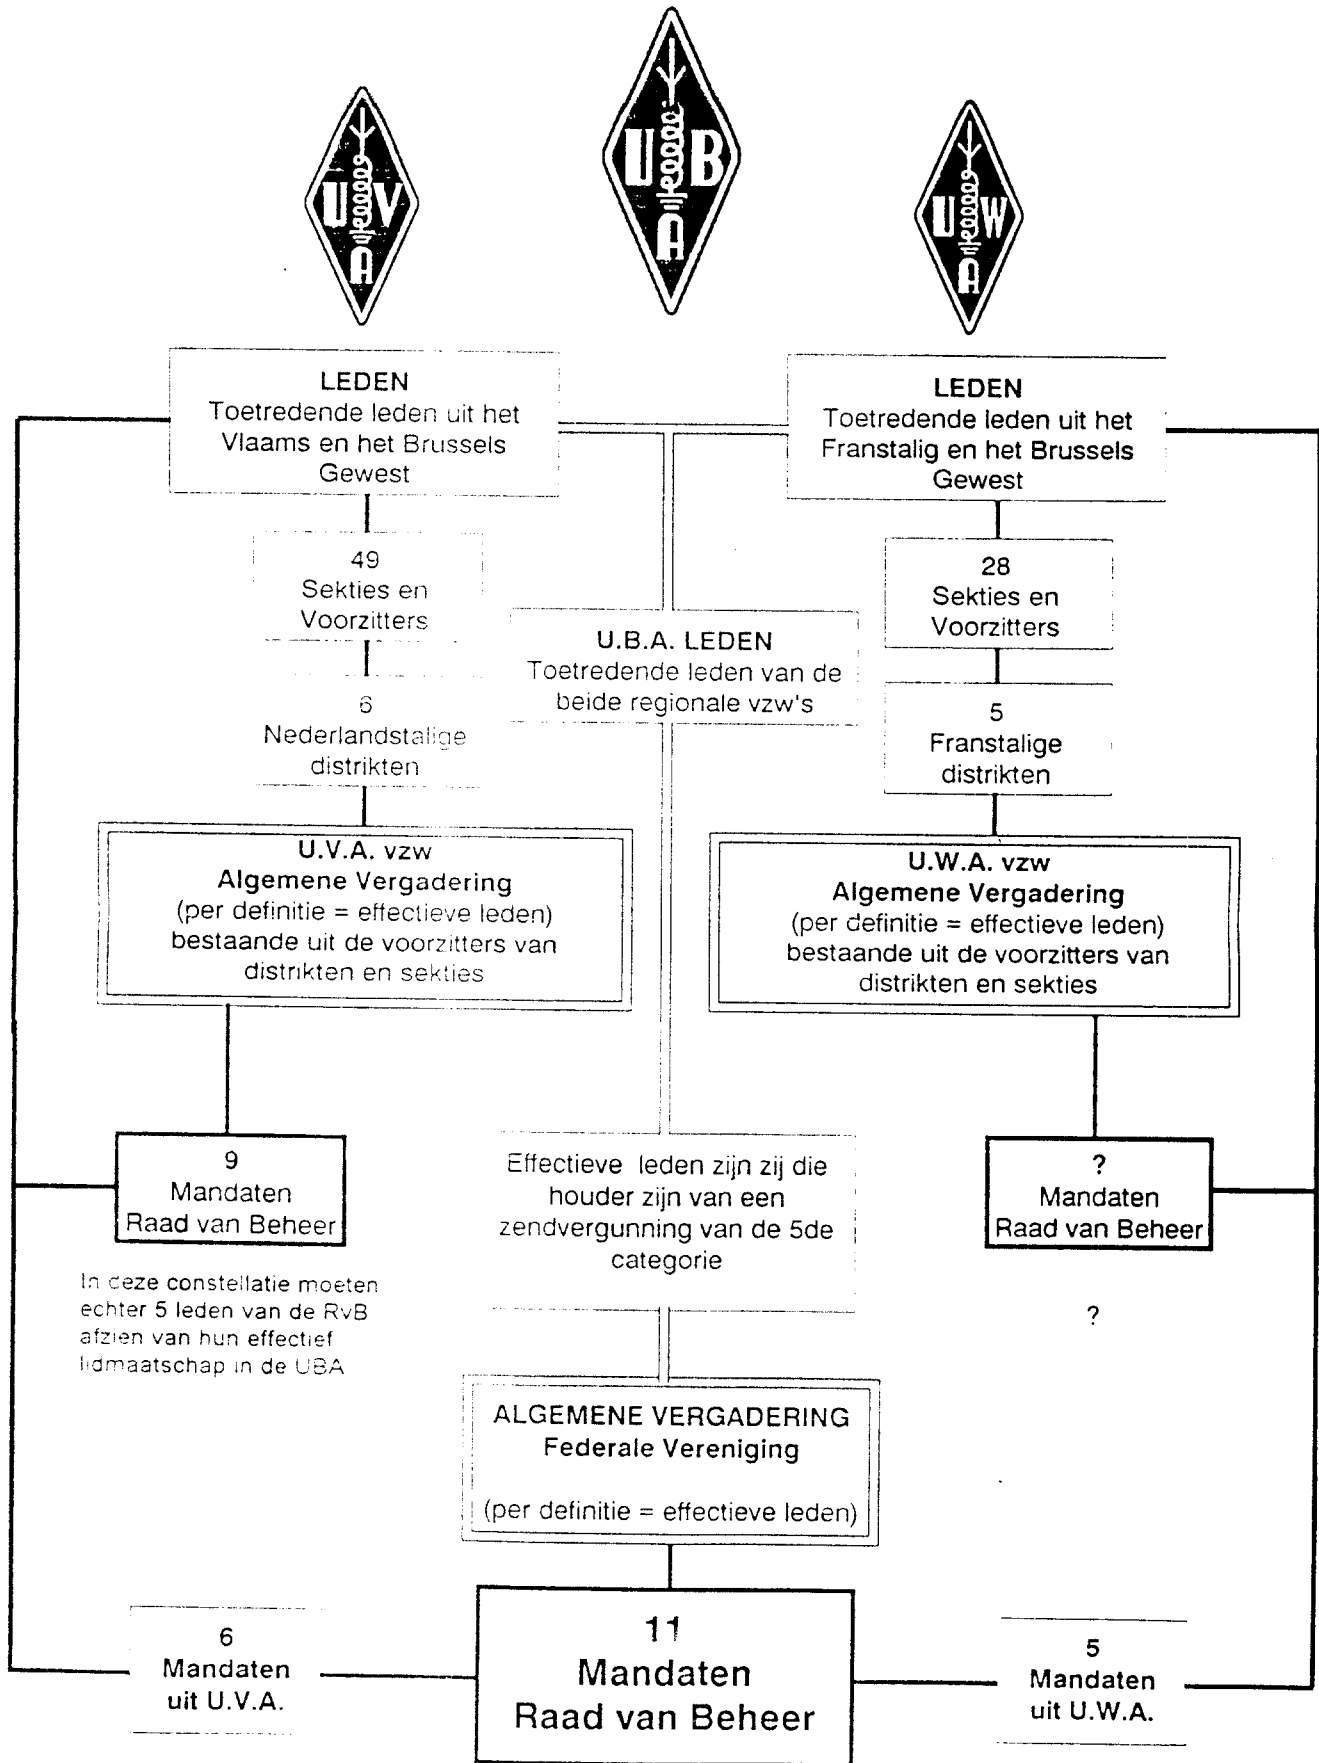 U V
A
U B
A
U W
A
LEDEN
Toetredende leden uit het
Vlaams en het Brussels
Gewest
LEDEN
Toetredende leden uit het
Franstalig en het Brussels
Gewest
49
Sekties en
Voorzitters
28
Sekties en
Voorzitters
U.B.A. LEDEN
Toetredende leden van de
beide regionale vzw's
6
Nederlandstalige
distrikten
5
Franstalige
distrikten
U.V.A. vzw
Algemene Vergadering
(per definitie = effectieve leden)
bestaande uit de voorzitters van
distrikten en sekties
U.W.A. vzw
Algemene Vergadering
(per definitie = effectieve leden)
bestaande uit de voorzitters van
distrikten en sekties
9
Mandaten
Raad van Beheer
Effectieve leden zijn zij die
houder zijn van een
zendvergunning van de 5de
categorie
?
Mandaten
Raad van Beheer
In deze constellatie moeten
echter 5 leden van de RvB
afzien van hun effectief
lidmaatschap in de UBA
?
ALGEMENE VERGADERING
Federale Vereniging
(per definitie = effectieve leden)
6
Mandaten
uit U.V.A.
11
Mandaten
Raad van Beheer
5
Mandaten
uit U.W.A.